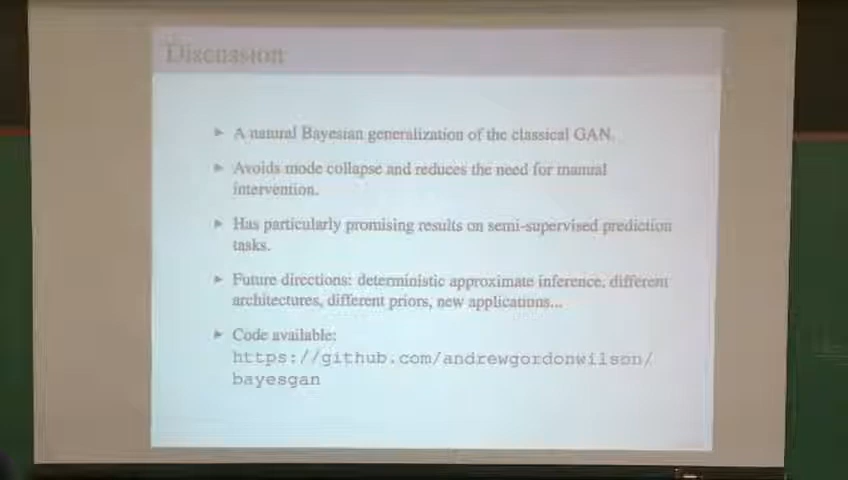 Discussion
A natural Bayesian generalization of the classical GAN.
Avoids mode collapse and reduces the need for manual
intervention.
Has particularly promising results on semi-supervised prediction
tasks.
Future directions: deterministic approximate inference, different
architectures, different priors, new applications...
Code available:
https://github.com/andrewgordonwilson/
bayesgan